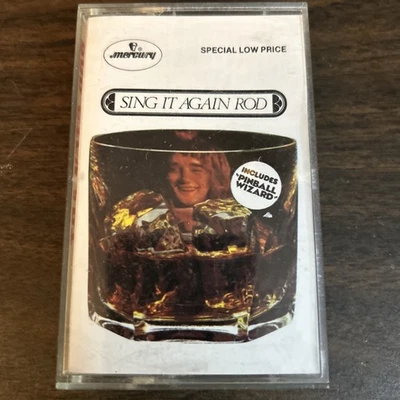 mercury
SPECIAL LOW PRICE
SING IT AGAIN ROD
INCLUDES
"PINBALL
WIZARD"